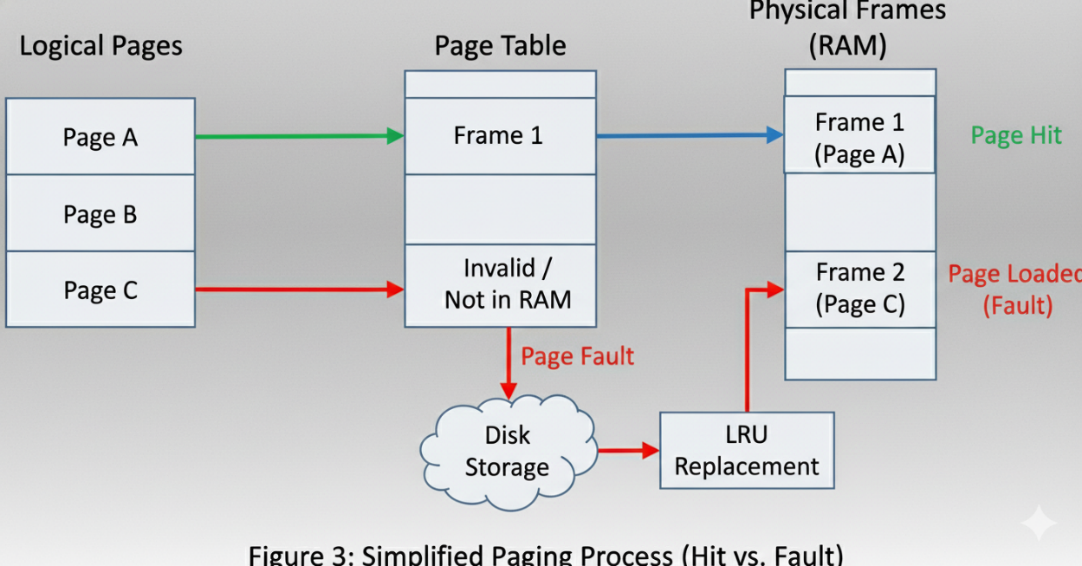 Logical Pages
Page Table
Physical Frames
(RAM)
Page A
Page B
Page C
Frame 1
Invalid /
Not in RAM
Frame 1
(Page A)
Frame 2
(Page C)
Page Hit
Page Loaded
(Fault)
Page Fault
Disk
Storage
LRU
Replacement
Figure 3: Simplified Paging Process (Hit vs. Fault)